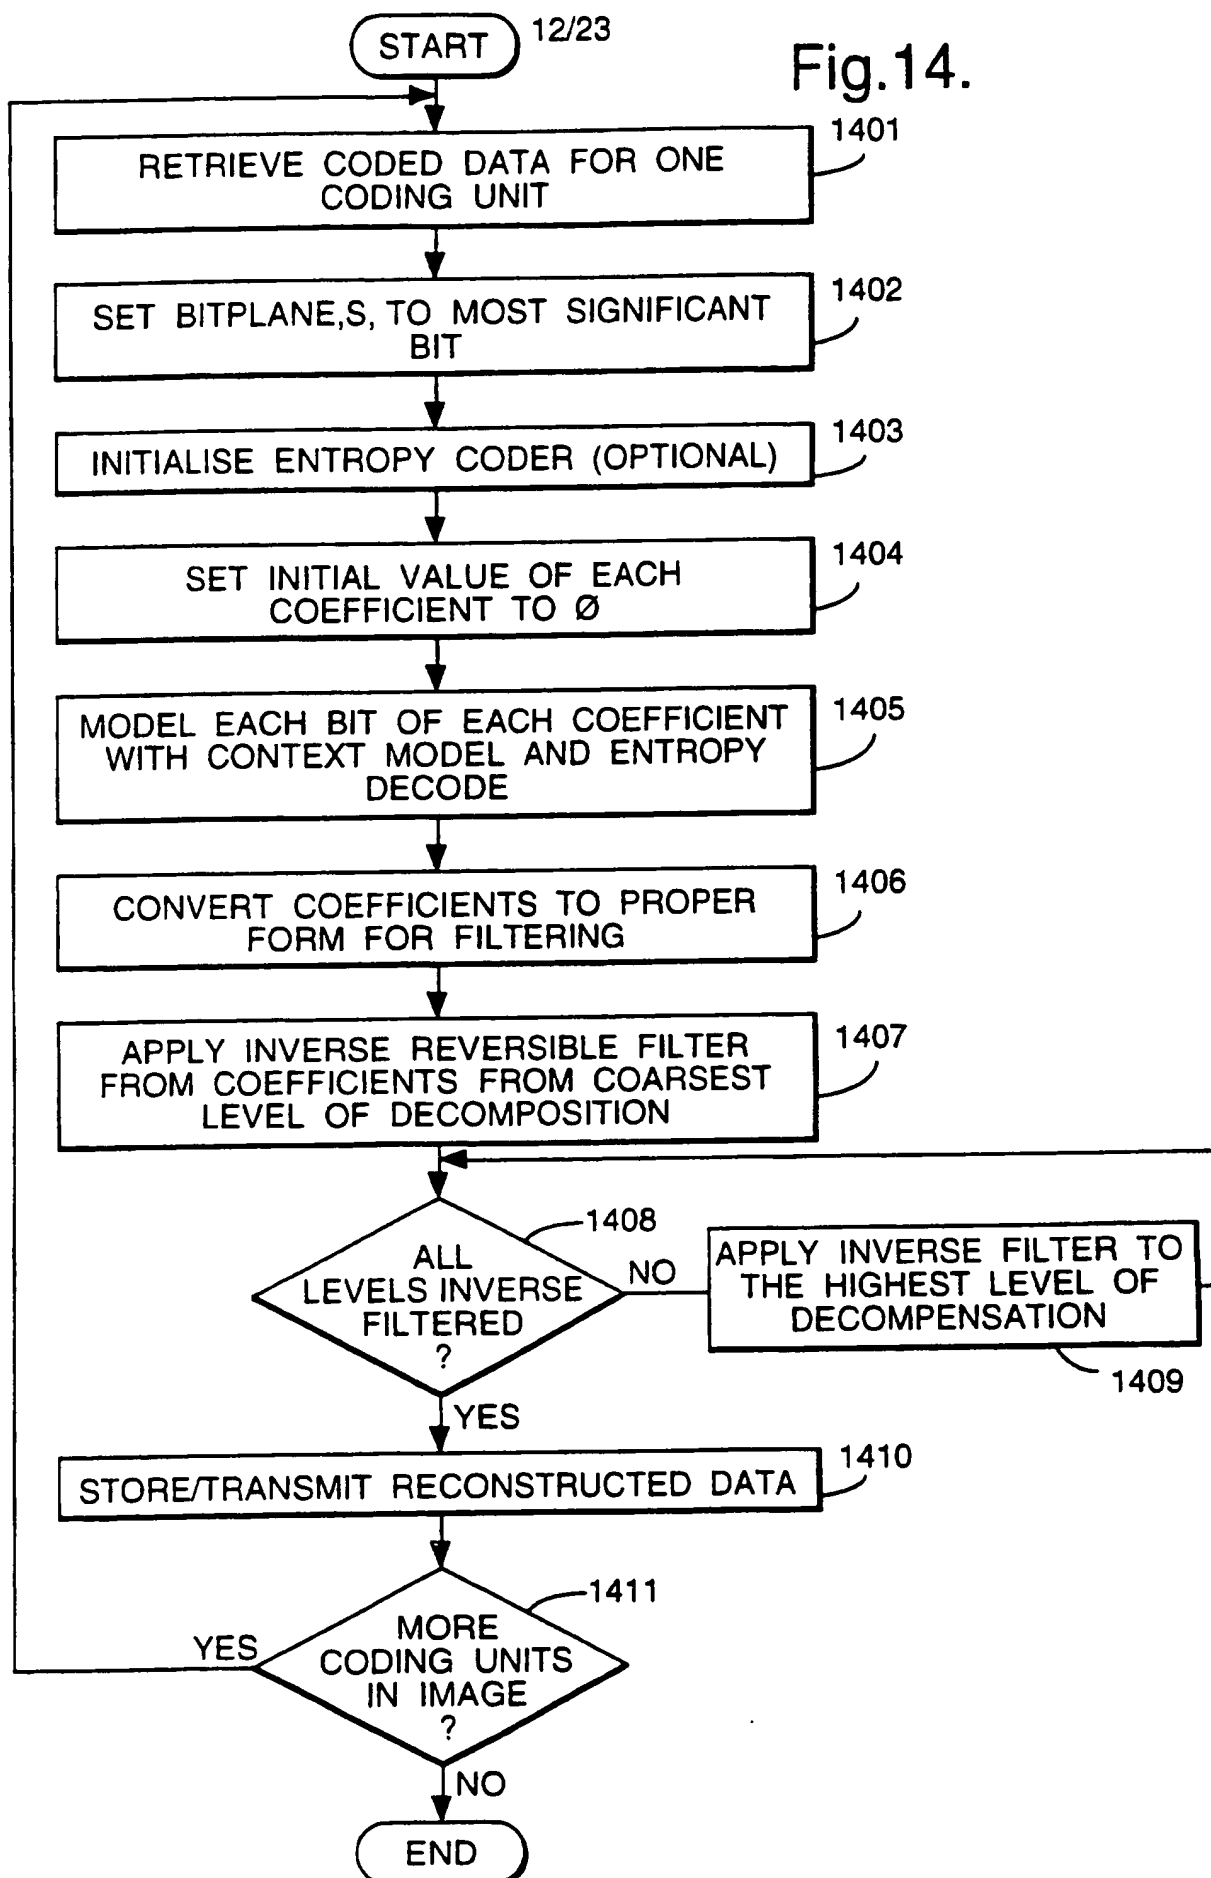 START
12/23
Fig.14.
1401
RETRIEVE CODED DATA FOR ONE
CODING UNIT
1402
SET BITPLANE,S, TO MOST SIGNIFICANT
BIT
1403
INITIALISE ENTROPY CODER (OPTIONAL)
1404
SET INITIAL VALUE OF EACH
COEFFICIENT TO Ø
1405
MODEL EACH BIT OF EACH COEFFICIENT
WITH CONTEXT MODEL AND ENTROPY
DECODE
1406
CONVERT COEFFICIENTS TO PROPER
FORM FOR FILTERING
1407
APPLY INVERSE REVERSIBLE FILTER
FROM COEFFICIENTS FROM COARSEST
LEVEL OF DECOMPOSITION
1408
ALL
LEVELS INVERSE
FILTERED
?
NO
APPLY INVERSE FILTER TO
THE HIGHEST LEVEL OF
DECOMPENSATION
1409
YES
1410
STORE/TRANSMIT RECONSTRUCTED DATA
1411
MORE
CODING UNITS
IN IMAGE
?
YES
NO
END